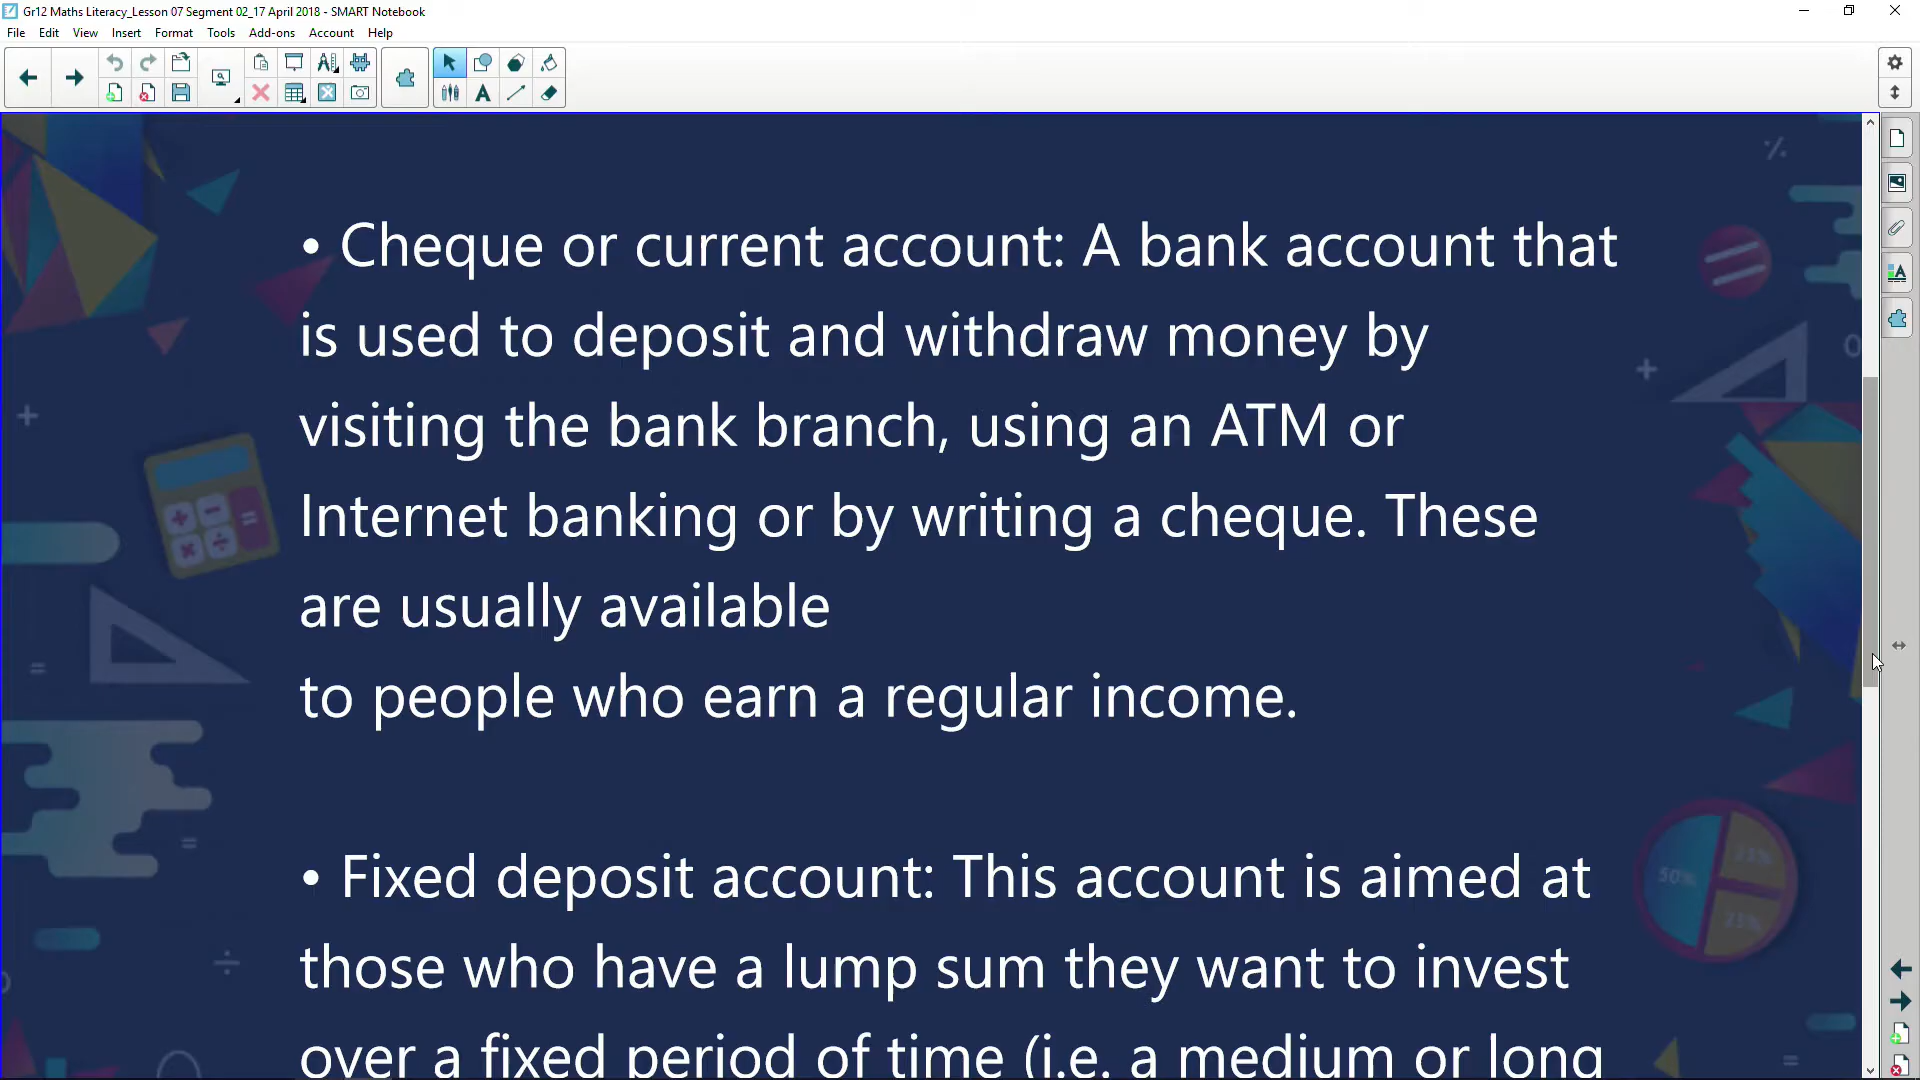 Gr12 Maths Literacy_Lesson 07 Segment 02_17 April 2018 - SMART Notebook
File Edit View Insert Format Tools Add-ons Account Help
• Cheque or current account: A bank account that
is used to deposit and withdraw money by
visiting the bank branch, using an ATM or
Internet banking or by writing a cheque. These
are usually available
to people who earn a regular income.
• Fixed deposit account: This account is aimed at
those who have a lump sum they want to invest
over a fixed period of time (i.e. a medium or long
50%
25%
25%